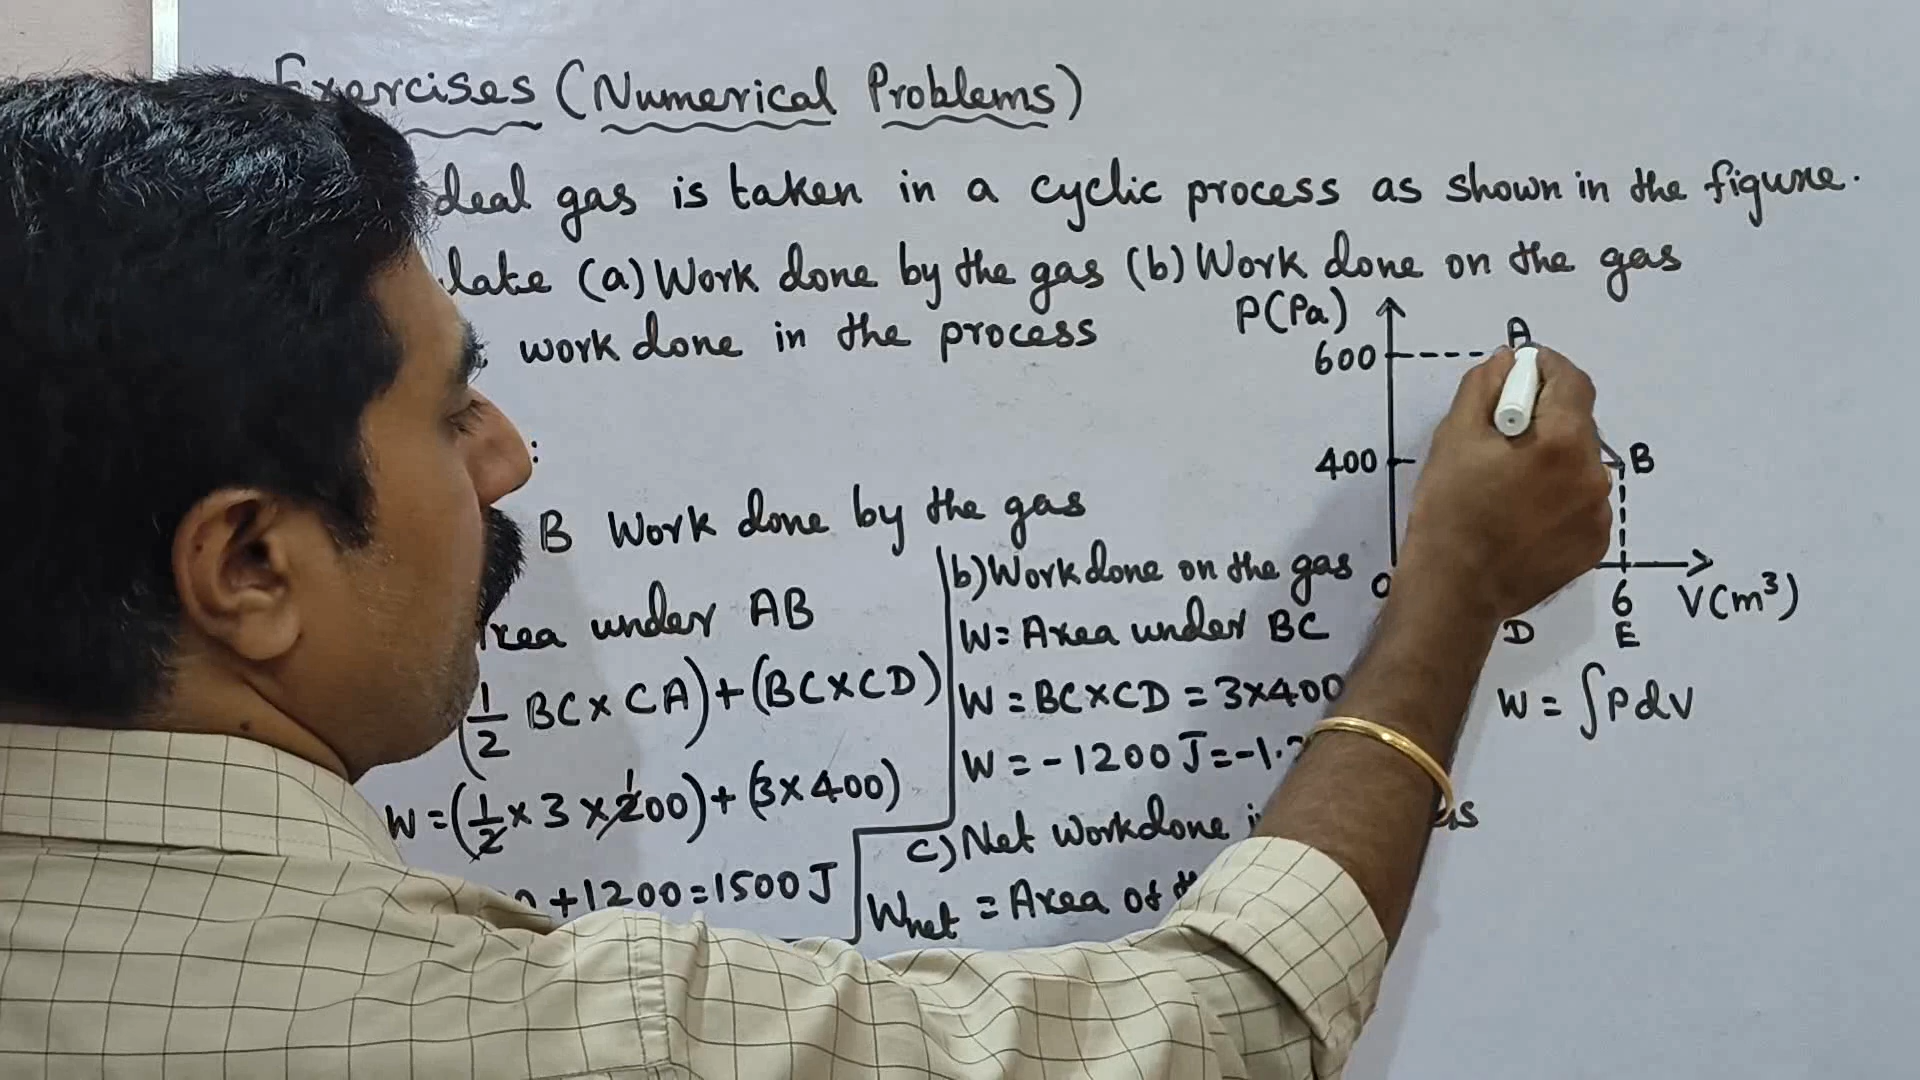 Exercises (Numerical Problems)
deal gas is taken in a cyclic process as shown in the figure.
late (a) Work done by the gas (b) Work done on the gas
work done in the process
:
B Work done by the gas
rea under AB
(1/2 BC × CA) + (BC × CD)
W = (1/2 × 3 × 200) + (3 × 400)
+ 1200 = 1500 J
b) Work done on the gas
W = Area under BC
W = BC × CD = 3 × 400
W = - 1200 J = -1.
c) Net Workdone
Wnet = Area of
P(Pa)
A
600
400
B
O
6
V(m³)
D
E
W = ∫PdV